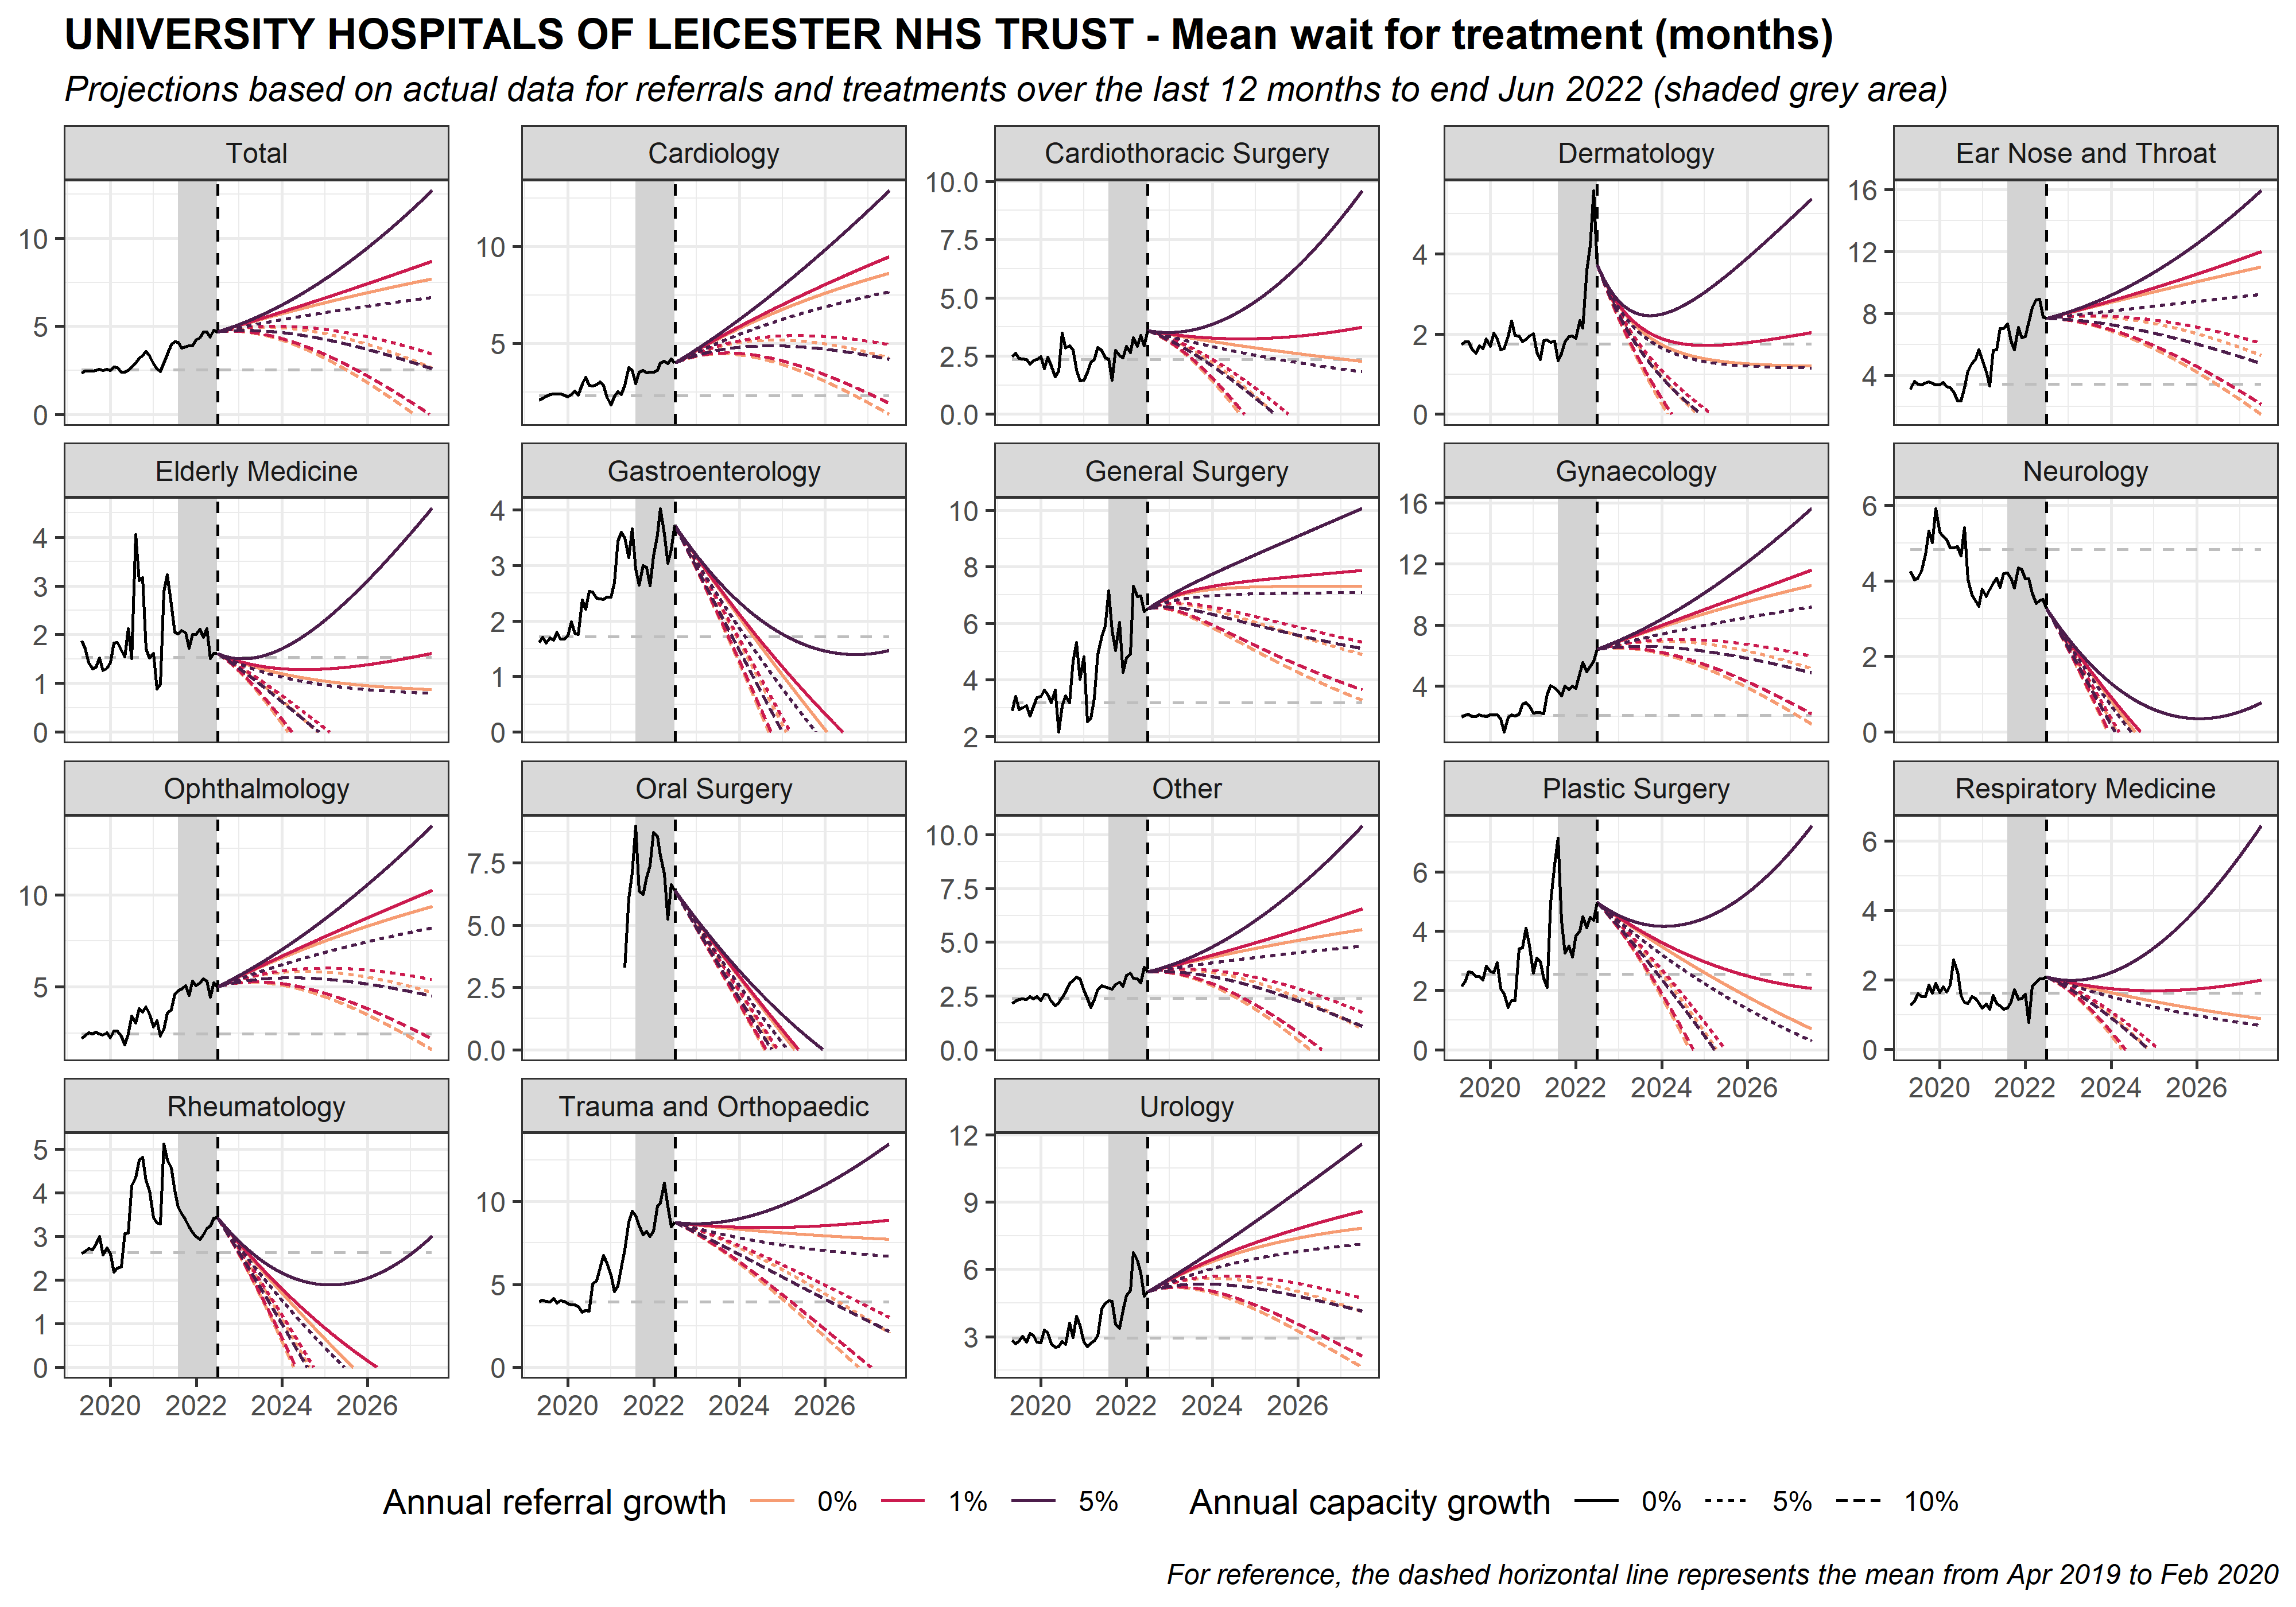 UNIVERSITY HOSPITALS OF LEICESTER NHS TRUST - Mean wait for treatment (months)
Projections based on actual data for referrals and treatments over the last 12 months to end Jun 2022 (shaded grey area)
Total
Cardiology
Cardiothoracic Surgery
Dermatology
Ear Nose and Throat
10
5
0
10
5
10.0
7.5
5.0
2.5
0.0
4
2
0
16
12
8
4
Elderly Medicine
Gastroenterology
General Surgery
Gynaecology
Neurology
4
3
2
1
0
4
3
2
1
0
10
8
6
4
2
16
12
8
4
6
4
2
0
Ophthalmology
Oral Surgery
Other
Plastic Surgery
Respiratory Medicine
10
5
7.5
5.0
2.5
0.0
10.0
7.5
5.0
2.5
0.0
6
4
2
0
6
4
2
0
2020 2022 2024 2026
2020 2022 2024 2026
Rheumatology
Trauma and Orthopaedic
Urology
5
4
3
2
1
0
10
5
0
12
9
6
3
2020 2022 2024 2026
2020 2022 2024 2026
2020 2022 2024 2026
Annual referral growth 0% 1% 5% Annual capacity growth 0% 5% 10%
For reference, the dashed horizontal line represents the mean from Apr 2019 to Feb 2020